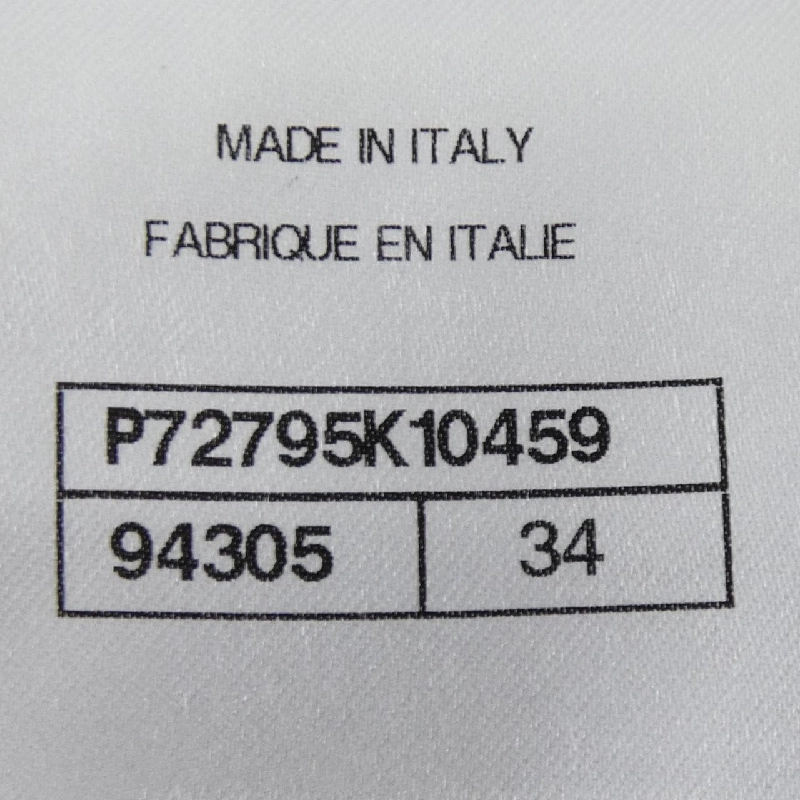 MADE IN ITALY
FABRIQUE EN ITALIE
P72795K10459
94305 34